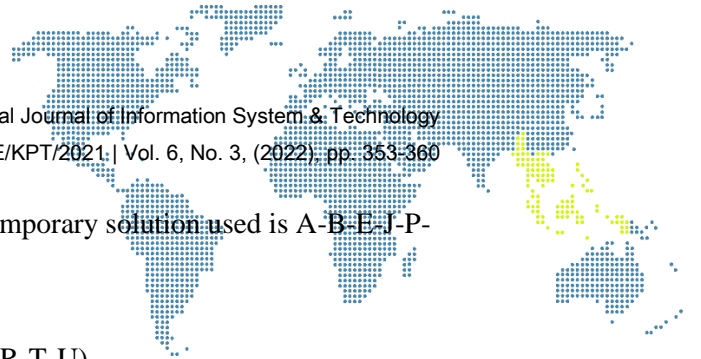 al Journal of Information System & Technology
E/KPT/2021 | Vol. 6, No. 3, (2022), pp. 353-360
mporary solution used is A-B-E-J-P-
R-T-U)